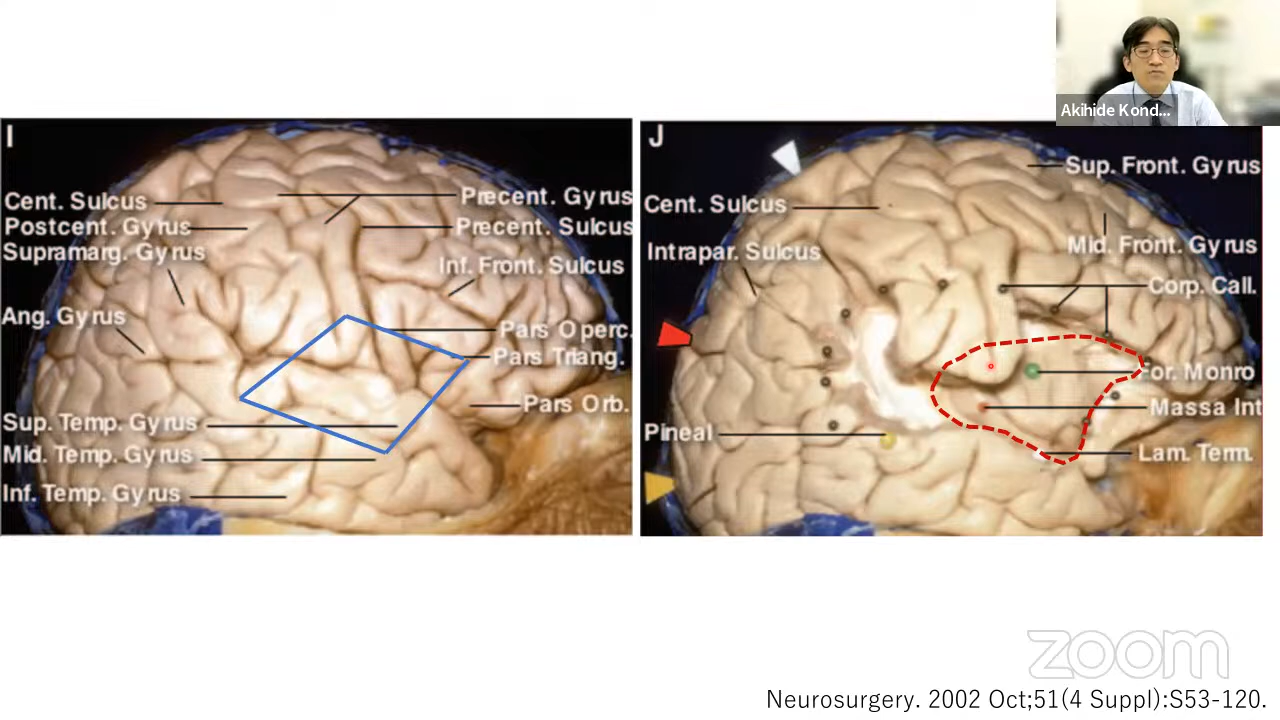 Akihide Kond...
I
Cent. Sulcus
Postcent. Gyrus
Supramarg. Gyrus
Ang. Gyrus
Sup. Temp. Gyrus
Mid. Temp. Gyrus
Inf. Temp. Gyrus
Precent. Gyrus
Precent. Sulcus
Inf. Front. Sulcus
Pars Operc.
Pars Triang.
Pars Orb.
J
Cent. Sulcus
Intrapar. Sulcus
Pineal
Sup. Front. Gyrus
Mid. Front. Gyrus
Corp. Call.
For. Monro
Massa Int
Lam. Term.
zoom
Neurosurgery. 2002 Oct;51(4 Suppl):S53-120.